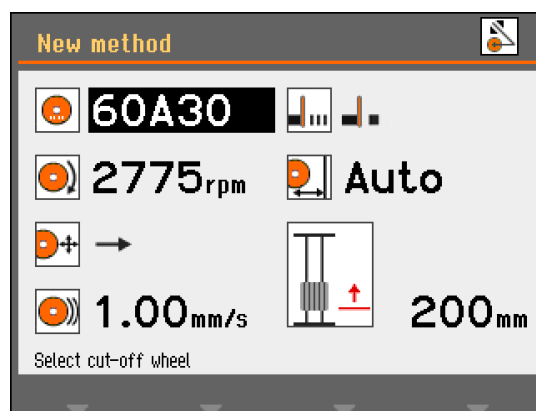 New method
60A30
2775rpm
Auto
1.00mm/s
200mm
Select cut-off wheel